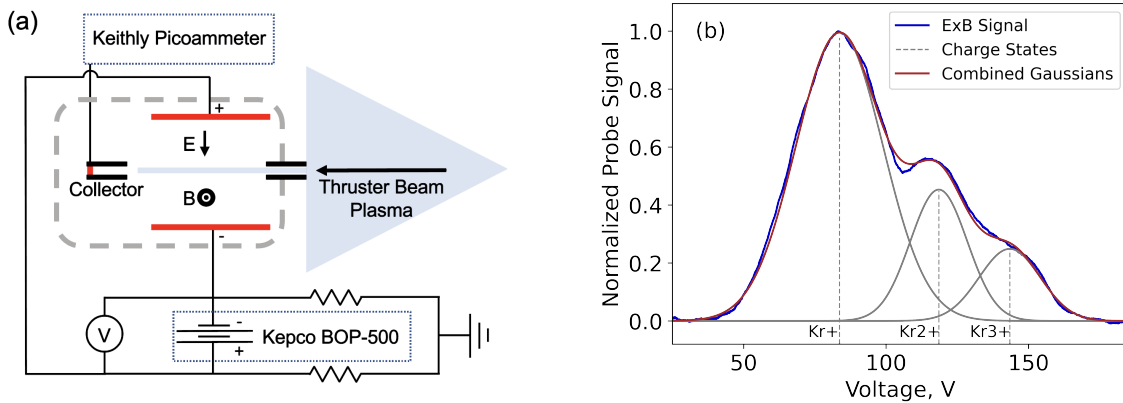 (a)
Keithly Picoammeter
+
E
Collector
B
Thruster Beam
Plasma
-
V
-
Kepco BOP-500
+
(b)
ExB Signal
Charge States
Combined Gaussians
Normalized Probe Signal
1.0
0.8
0.6
0.4
0.2
0.0
Kr+
Kr2+
Kr3+
50
100
150
Voltage, V